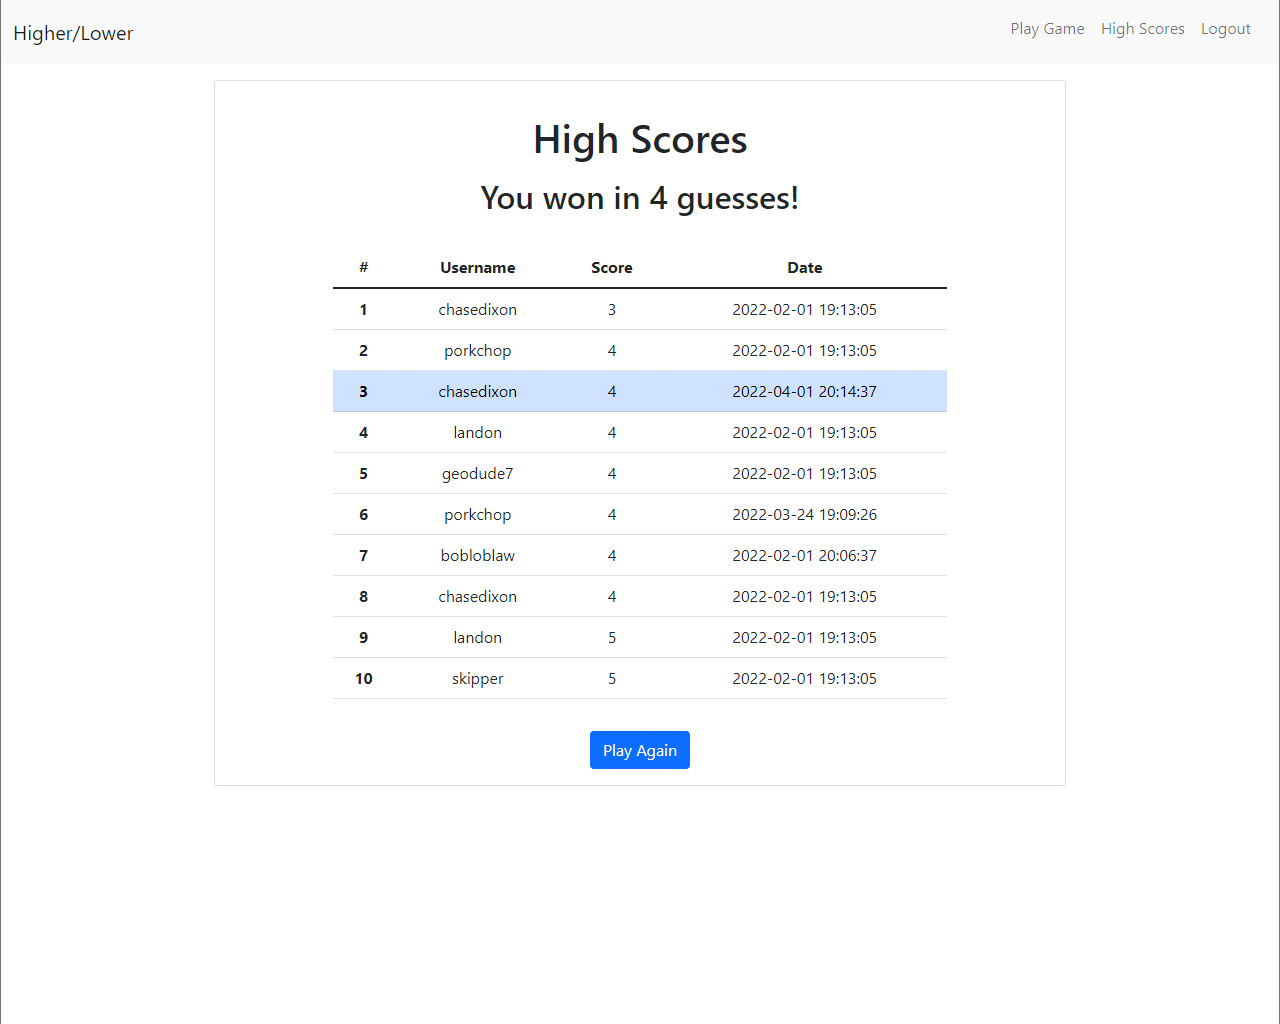 Higher/Lower Play Game High Scores Logout
High Scores
You won in 4 guesses!
# Username Score Date
1 chasedixon 3 2022-02-01 19:13:05
2 porkchop 4 2022-02-01 19:13:05
3 chasedixon 4 2022-04-01 20:14:37
4 landon 4 2022-02-01 19:13:05
5 geodude7 4 2022-02-01 19:13:05
6 porkchop 4 2022-03-24 19:09:26
7 bobloblaw 4 2022-02-01 20:06:37
8 chasedixon 4 2022-02-01 19:13:05
9 landon 5 2022-02-01 19:13:05
10 skipper 5 2022-02-01 19:13:05
Play Again